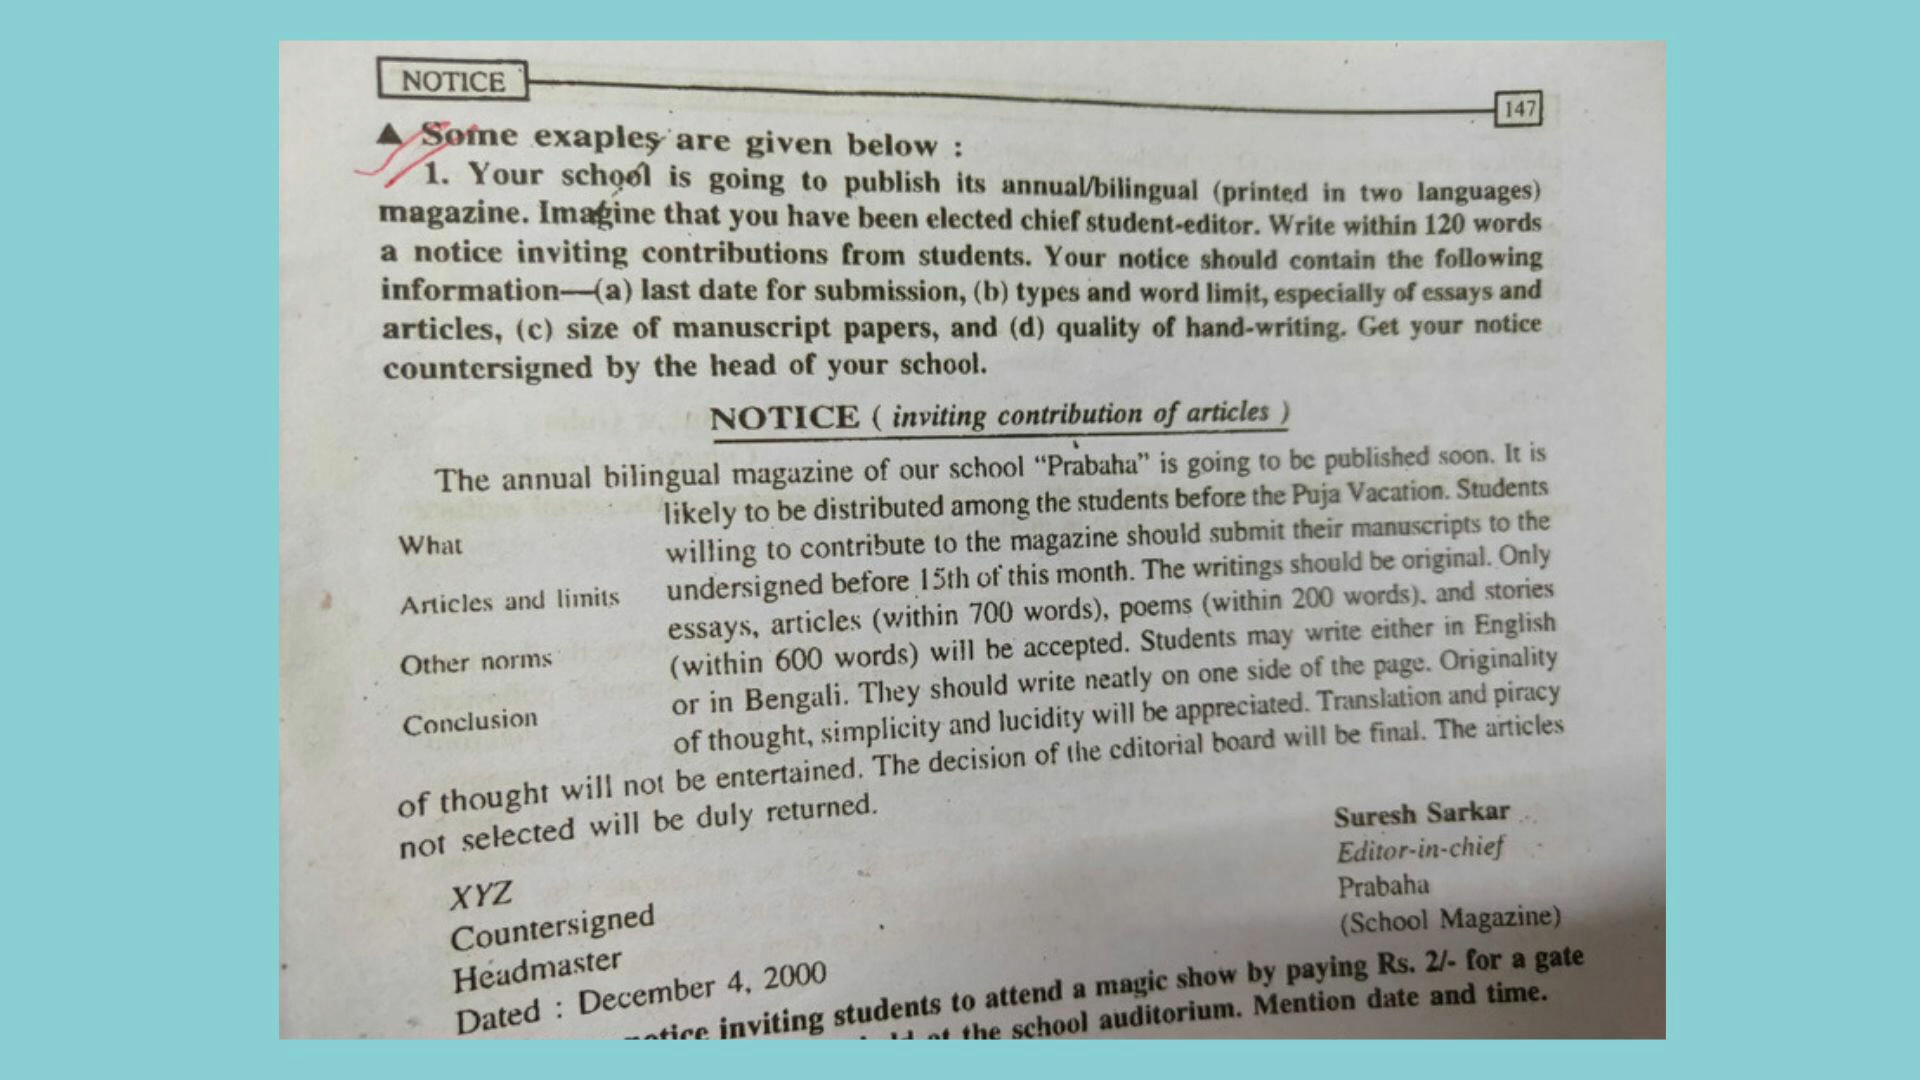 NOTICE
147
▲ Some exaples are given below :
1. Your school is going to publish its annual/bilingual (printed in two languages)
magazine. Imagine that you have been elected chief student-editor. Write within 120 words
a notice inviting contributions from students. Your notice should contain the following
information—(a) last date for submission, (b) types and word limit, especially of essays and
articles, (c) size of manuscript papers, and (d) quality of hand-writing. Get your notice
countersigned by the head of your school.
NOTICE ( inviting contribution of articles )
The annual bilingual magazine of our school “Prabaha” is going to be published soon. It is
likely to be distributed among the students before the Puja Vacation. Students
What
willing to contribute to the magazine should submit their manuscripts to the
undersigned before 15th of this month. The writings should be original. Only
Articles and limits
essays, articles (within 700 words), poems (within 200 words). and stories
(within 600 words) will be accepted. Students may write either in English
Other norms
or in Bengali. They should write neatly on one side of the page. Originality
Conclusion
of thought, simplicity and lucidity will be appreciated. Translation and piracy
of thought will not be entertained. The decision of the editorial board will be final. The articles
not selected will be duly returned.
Suresh Sarkar
Editor-in-chief
Prabaha
(School Magazine)
XYZ
Countersigned
Headmaster
Dated : December 4, 2000
notice inviting students to attend a magic show by paying Rs. 2/- for a gate
at the school auditorium. Mention date and time.